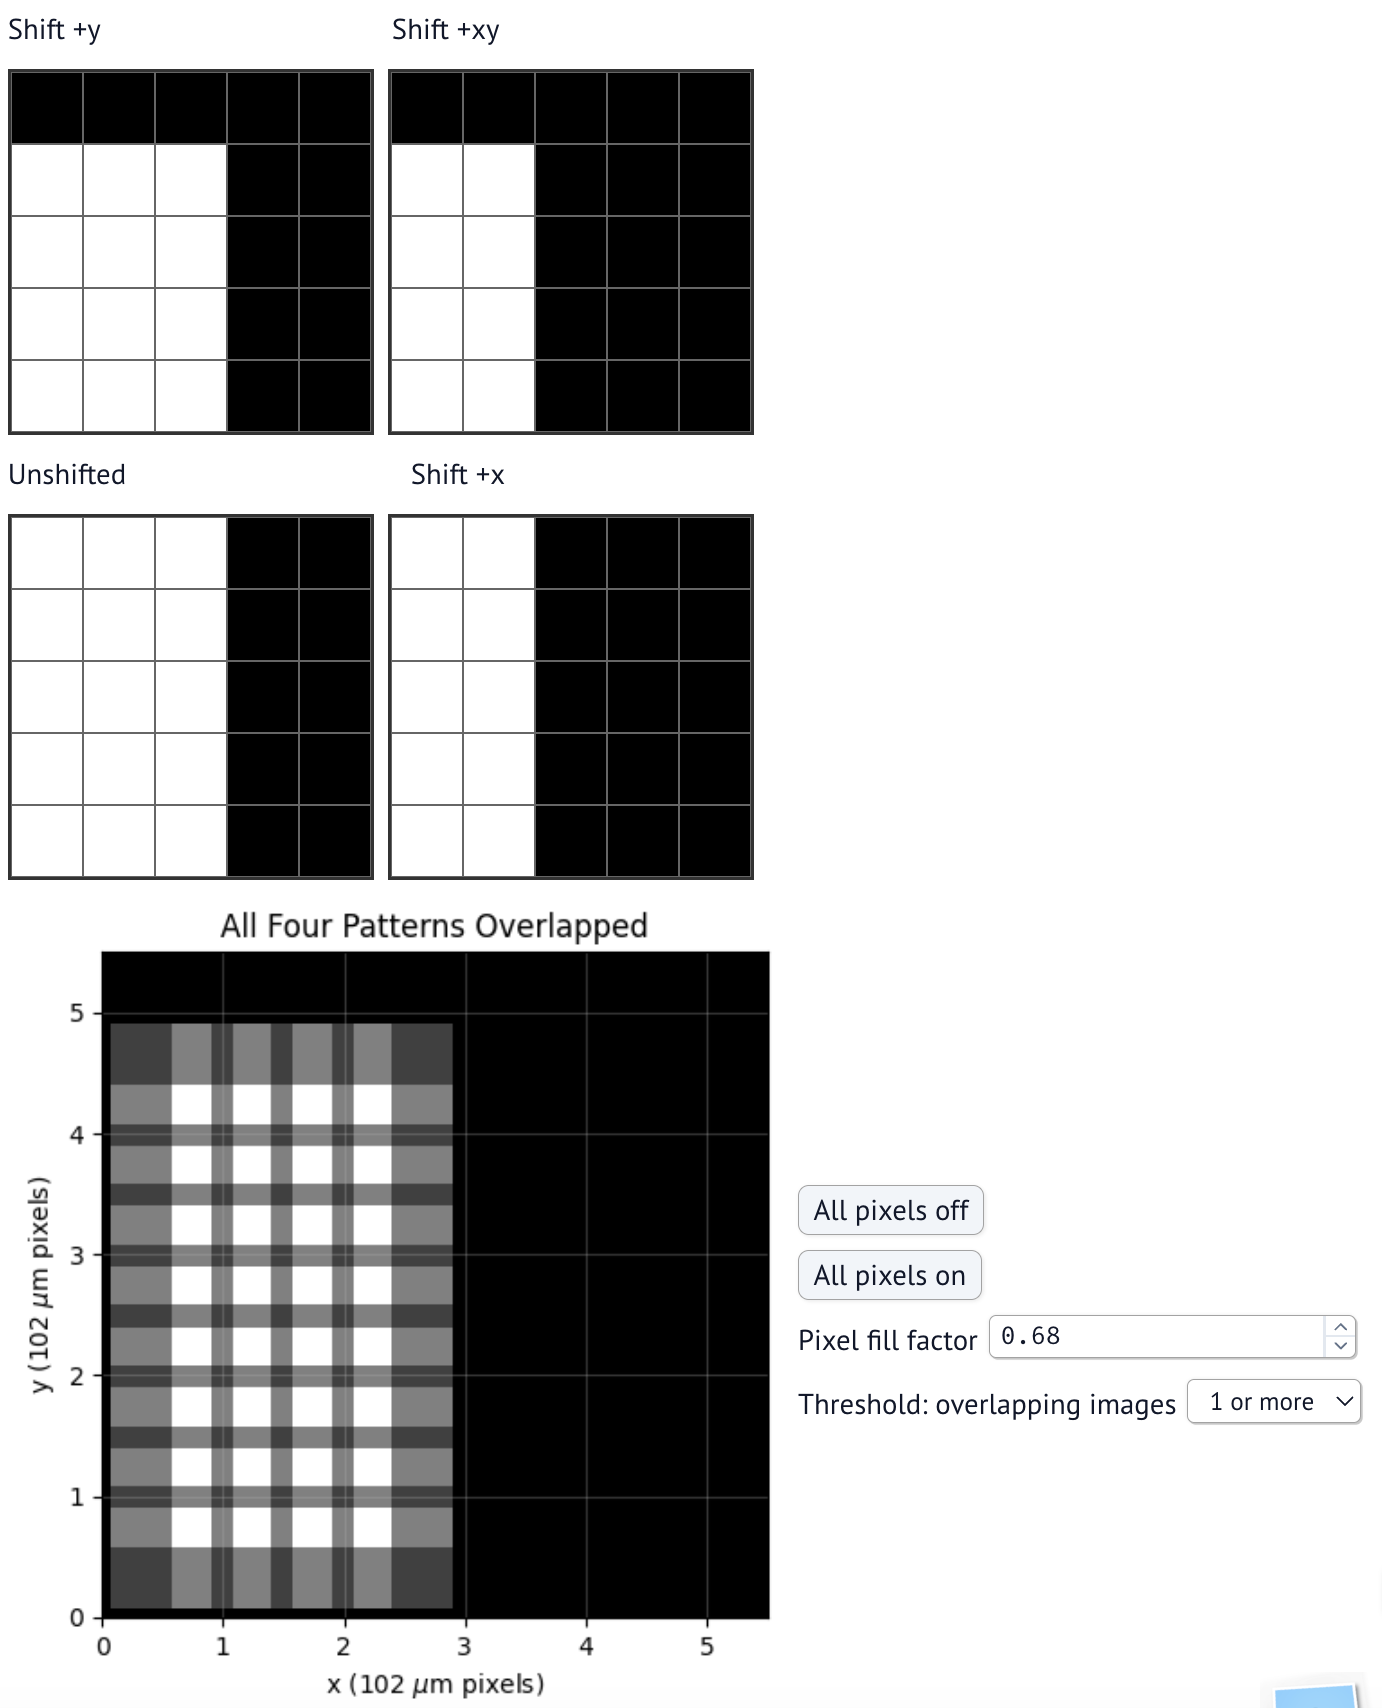 Shift +y
Shift +xy
Unshifted
Shift +x
All Four Patterns Overlapped
5
4
3
2
1
0
y (102 μm pixels)
0 1 2 3 4 5
x (102 μm pixels)
All pixels off
All pixels on
Pixel fill factor 0.68
Threshold: overlapping images 1 or more